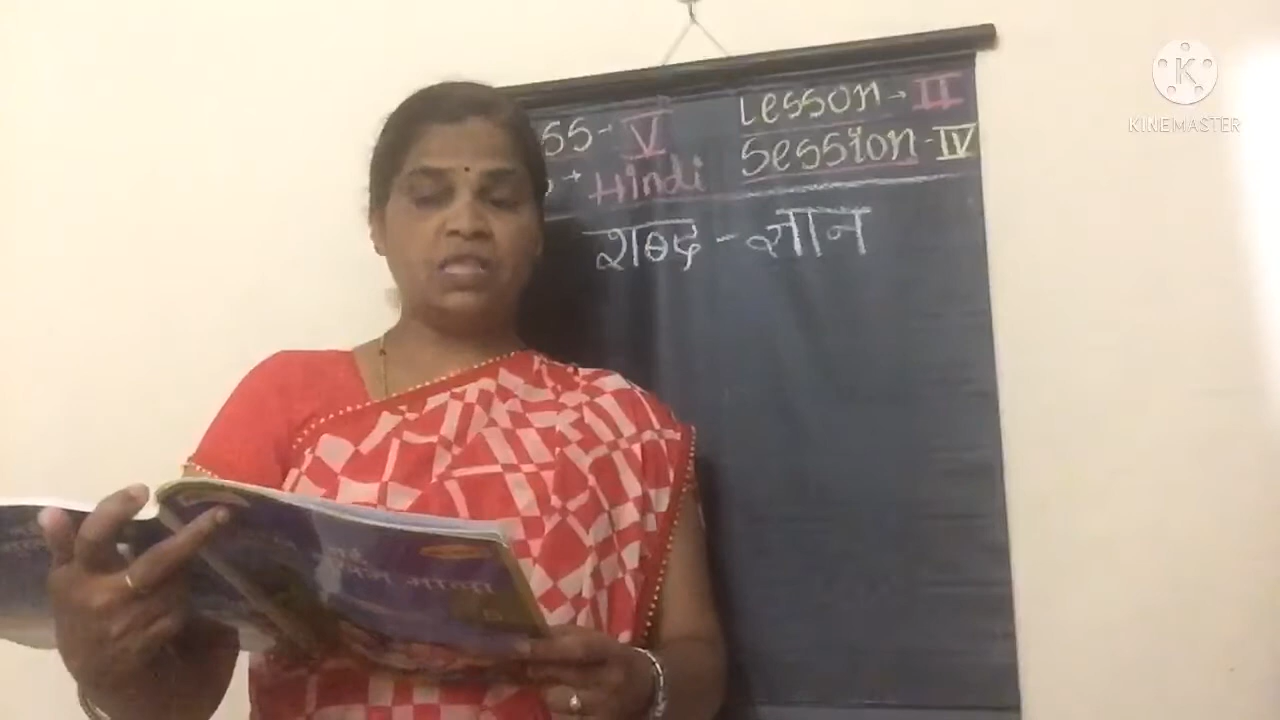 ss- V Lesson- II
→ Hindi Session- IV
शब्द - ज्ञान
KINEMASTER